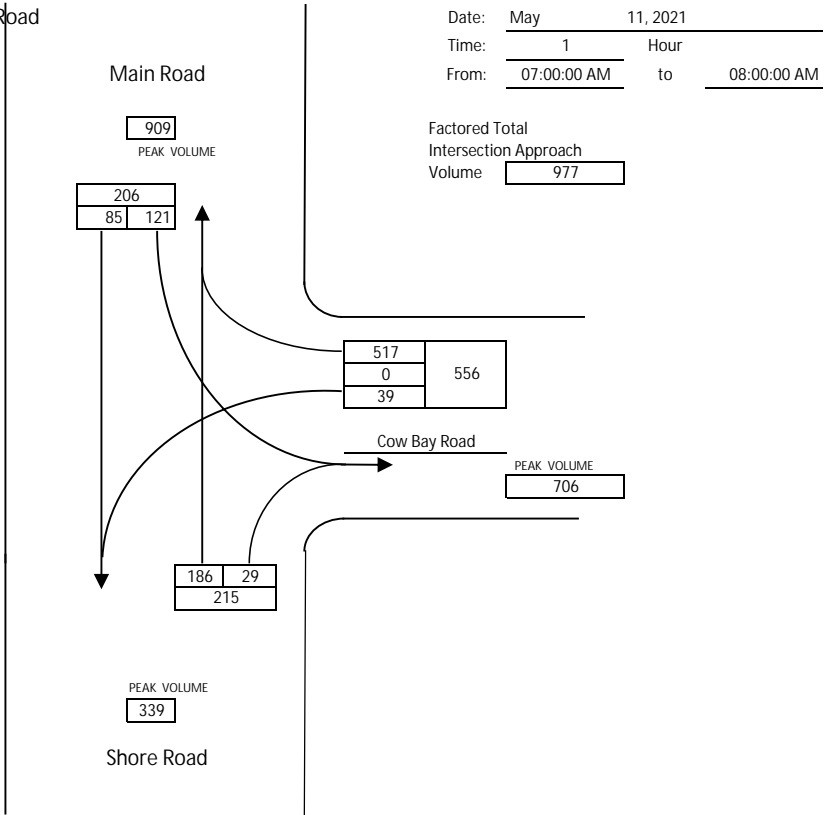 Road
Date: May 11, 2021
Time: 1 Hour
From: 07:00:00 AM to 08:00:00 AM
Main Road
909
PEAK VOLUME
Factored Total
Intersection Approach
Volume 977
206
85 121
517
0 556
39
Cow Bay Road
PEAK VOLUME
706
186 29
215
PEAK VOLUME
339
Shore Road